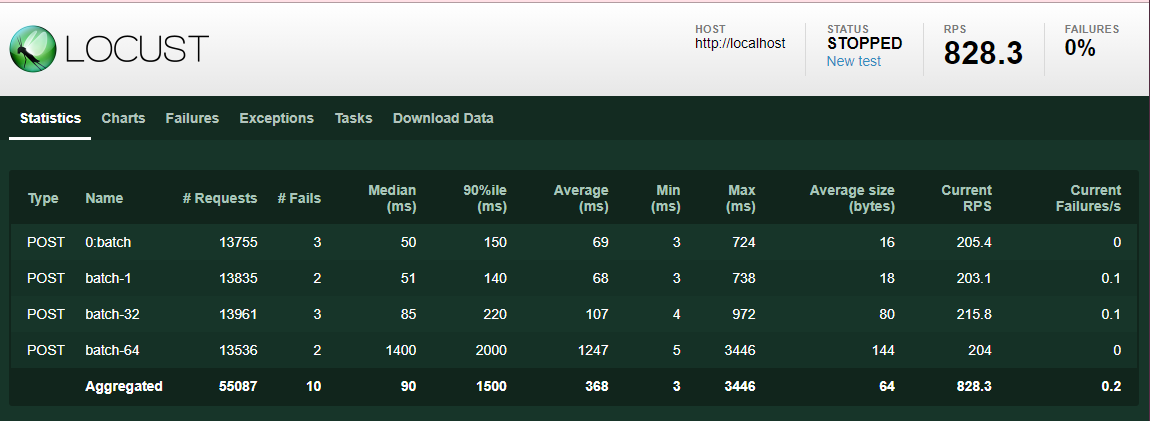 LOCUST
HOST
http://localhost
STATUS
STOPPED
New test
RPS
828.3
FAILURES
0%
Statistics Charts Failures Exceptions Tasks Download Data
Type Name # Requests # Fails Median (ms) 90%ile (ms) Average (ms) Min (ms) Max (ms) Average size (bytes) Current RPS Current Failures/s
POST 0:batch 13755 3 50 150 69 3 724 16 205.4 0
POST batch-1 13835 2 51 140 68 3 738 18 203.1 0.1
POST batch-32 13961 3 85 220 107 4 972 80 215.8 0.1
POST batch-64 13536 2 1400 2000 1247 5 3446 144 204 0
Aggregated 55087 10 90 1500 368 3 3446 64 828.3 0.2